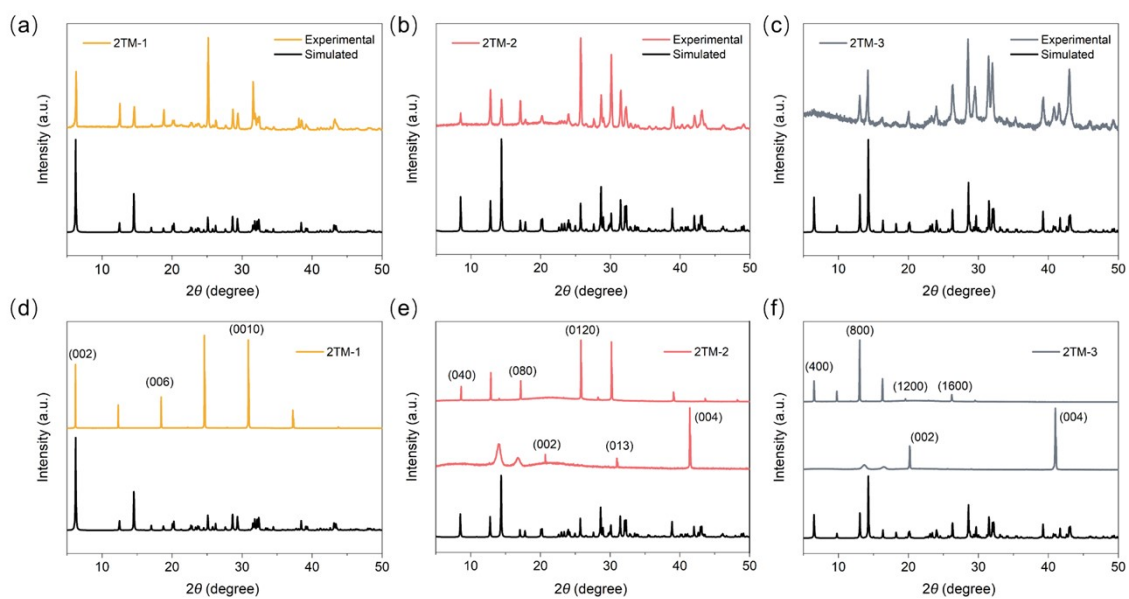 (a)
2TM-1
Experimental
Simulated
Intensity (a.u.)
10 20 30 40 50
2θ (degree)
(b)
2TM-2
Experimental
Simulated
Intensity (a.u.)
10 20 30 40 50
2θ (degree)
(c)
2TM-3
Experimental
Simulated
Intensity (a.u.)
10 20 30 40 50
2θ (degree)
(d)
(002)
(006)
(0010)
2TM-1
Intensity (a.u.)
10 20 30 40 50
2θ (degree)
(e)
(040)
(080)
(0120)
2TM-2
(002)
(013)
(004)
Intensity (a.u.)
10 20 30 40 50
2θ (degree)
(f)
(400)
(800)
(1200)
(1600)
2TM-3
(002)
(004)
Intensity (a.u.)
10 20 30 40 50
2θ (degree)